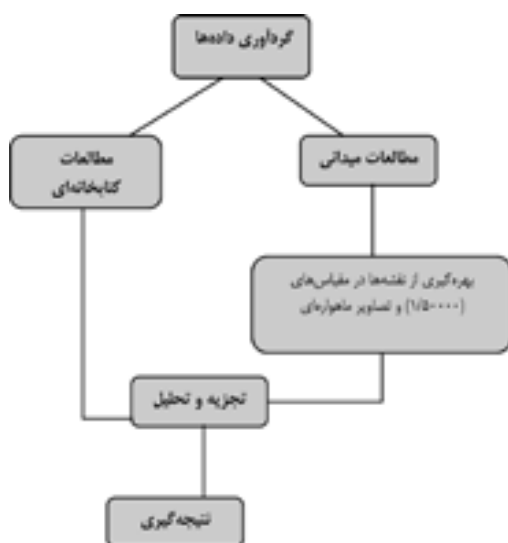 گردآوری داده‌ها
مطالعات میدانی
مطالعات
کتابخانه‌ای
بهره‌گیری از نقشه‌ها در مقیاس‌های
(۱/۵۰۰۰۰) و تصاویر ماهواره‌ای
تجزیه و تحلیل
نتیجه‌گیری